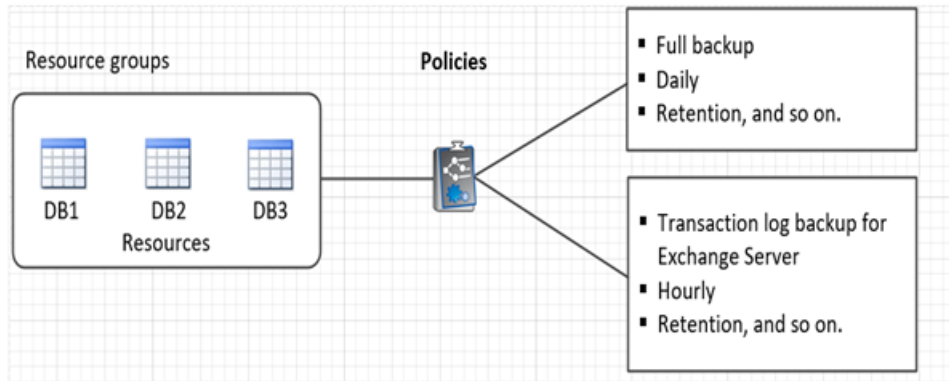 Resource groups
DB1
DB2
DB3
Resources
Policies
▪ Full backup
▪ Daily
▪ Retention, and so on.
▪ Transaction log backup for
Exchange Server
▪ Hourly
▪ Retention, and so on.